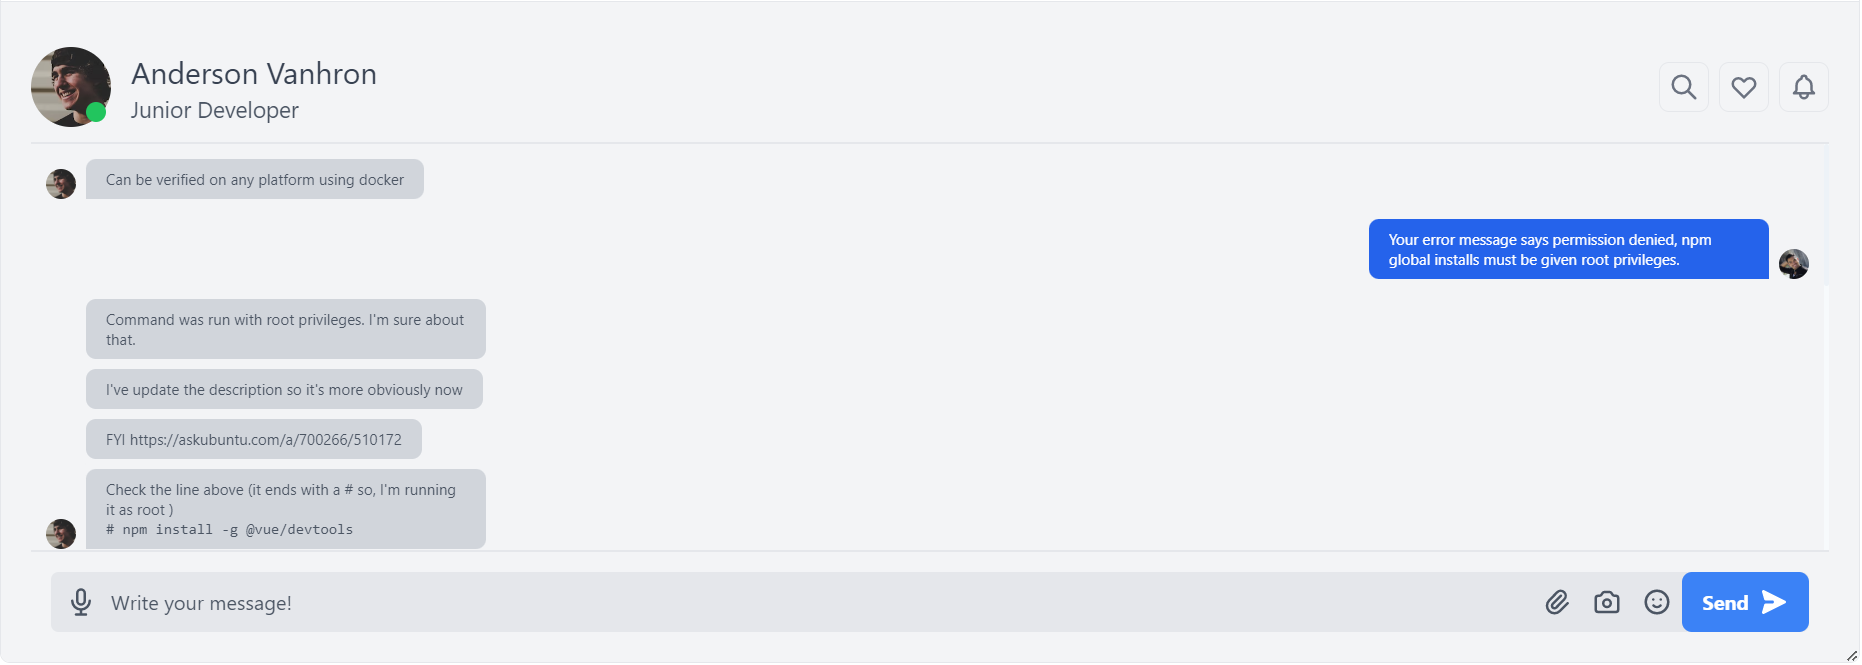 Anderson Vanhron
Junior Developer
Can be verified on any platform using docker
Your error message says permission denied, npm
global installs must be given root privileges.
Command was run with root privileges. I'm sure about
that.
I've update the description so it's more obviously now
FYI https://askubuntu.com/a/700266/510172
Check the line above (it ends with a # so, I'm running
it as root )
# npm install -g @vue/devtools
Write your message!
Send